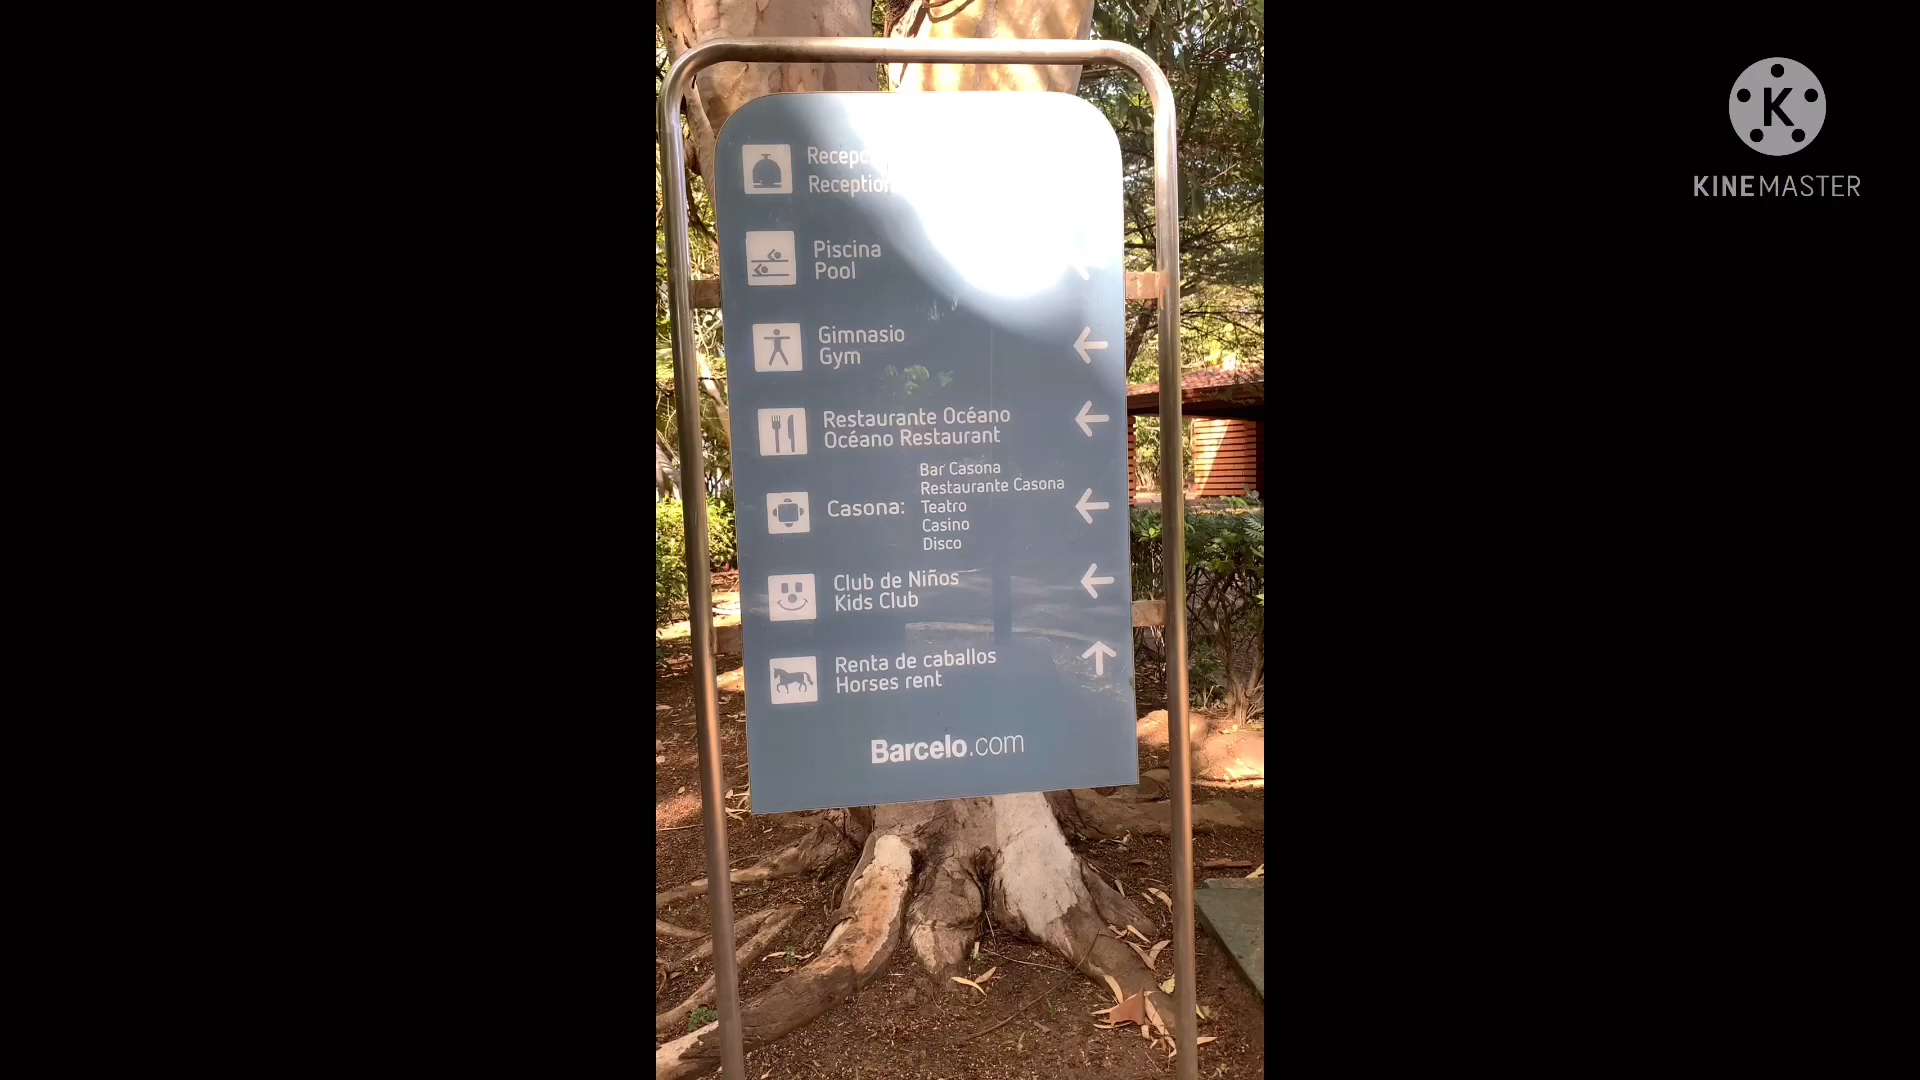 Reception
Piscina
Pool
Gimnasio
Gym
Restaurante Océano
Océano Restaurant
Bar Casona
Restaurante Casona
Casona:
Teatro
Casino
Disco
Club de Niños
Kids Club
Renta de caballos
Horses rent
Barcelo.com
K
KINEMASTER